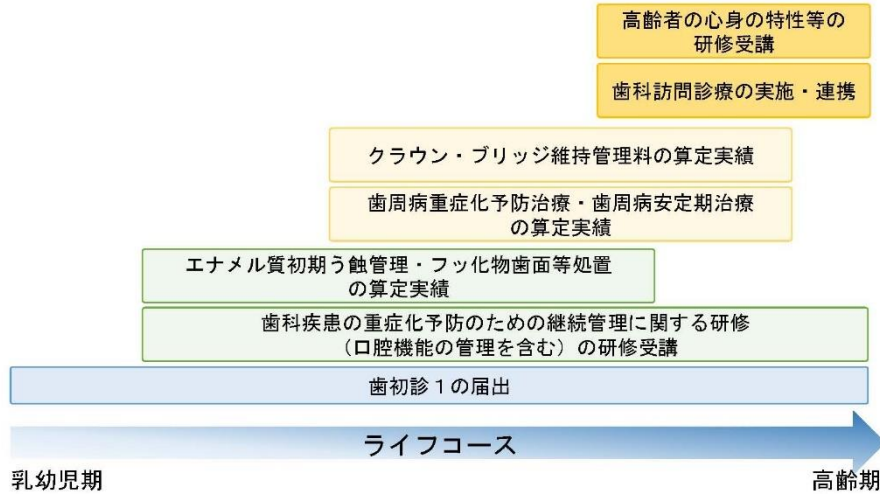 高齢者の心身の特性等の
研修受講
歯科訪問診療の実施・連携
クラウン・ブリッジ維持管理料の算定実績
歯周病重症化予防治療・歯周病安定期治療
の算定実績
エナメル質初期う蝕管理・フッ化物歯面等処置
の算定実績
歯科疾患の重症化予防のための継続管理に関する研修
（口腔機能の管理を含む）の研修受講
歯初診１の届出
ライフコース
乳幼児期
高齢期